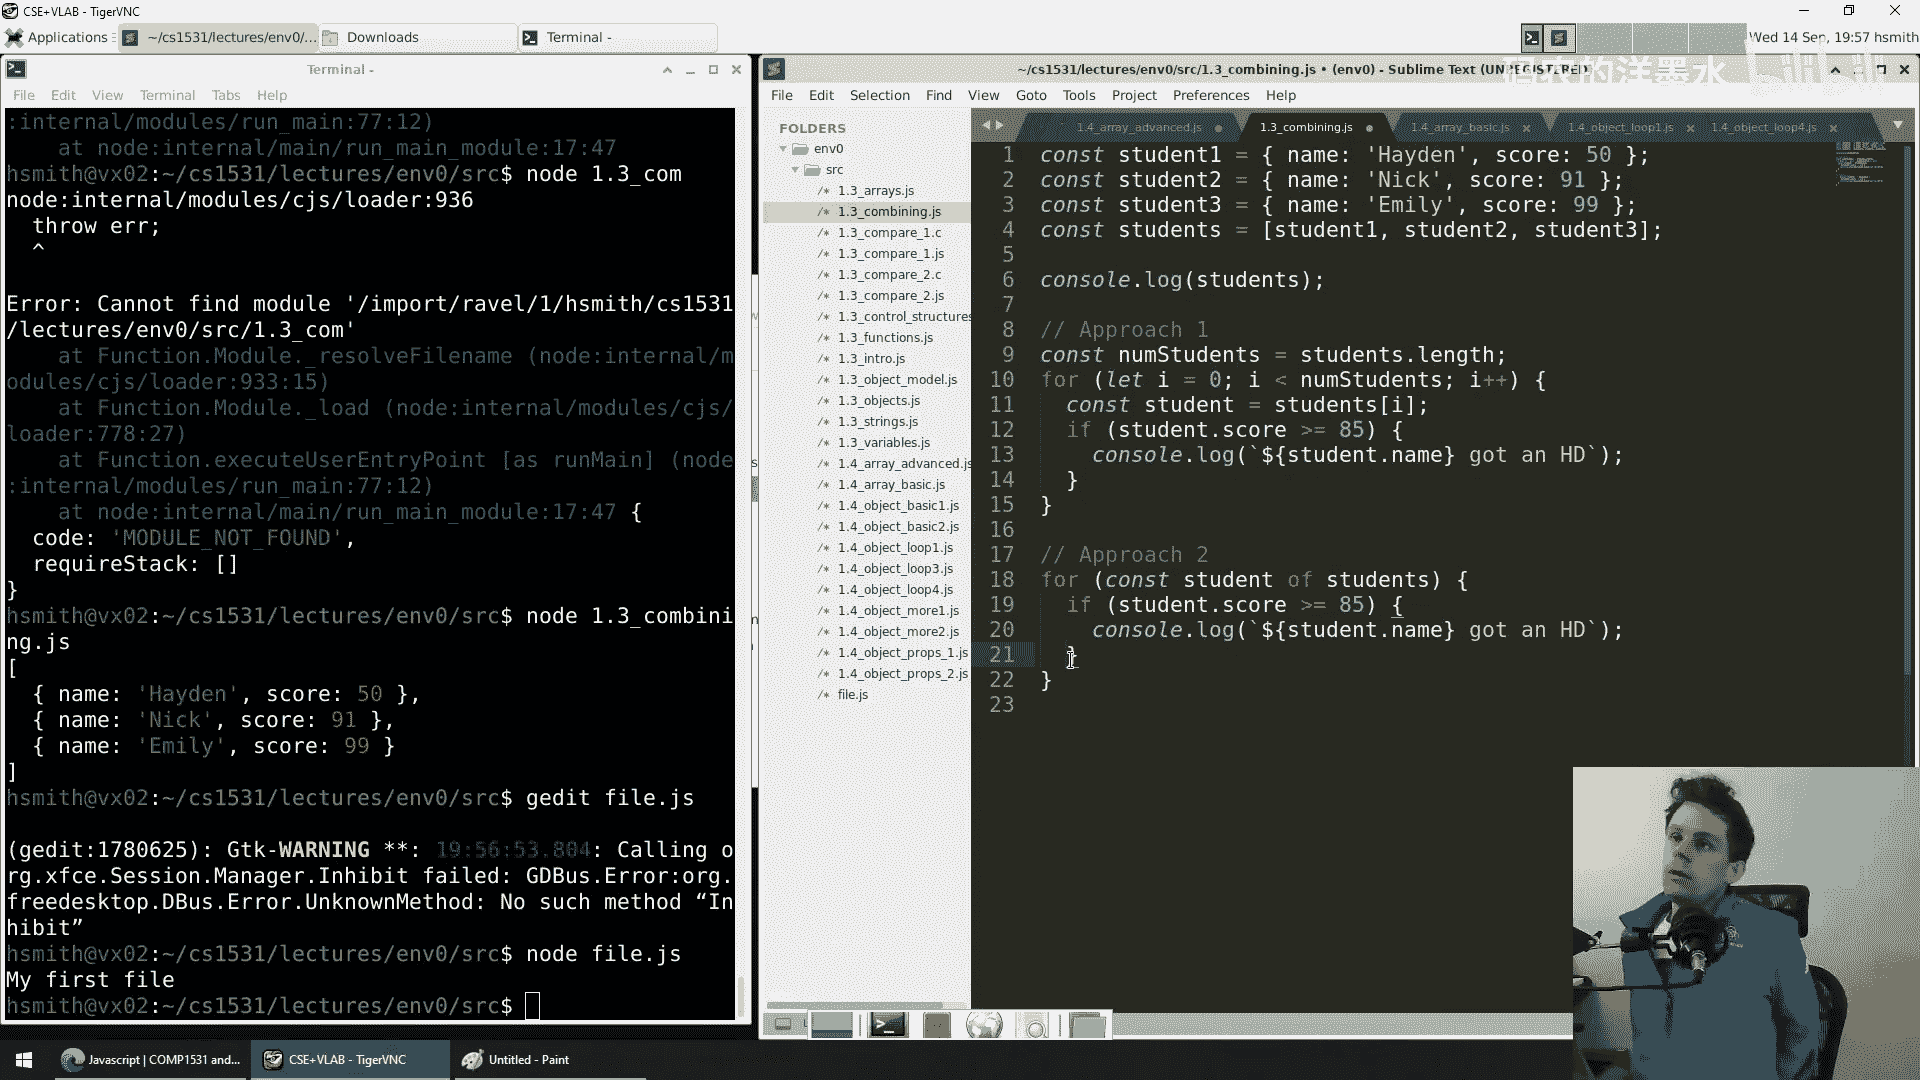 CSE+VLAB - TigerVNC
Applications
~/cs1531/lectures/env0/...
Downloads
Terminal -
Wed 14 Sep, 19:57 hsmith
Terminal -
File Edit View Terminal Tabs Help
:internal/modules/run_main:77:12)
at node:internal/main/run_main_module:17:47
hsmith@vx02:~/cs1531/lectures/env0/src$ node 1.3_com
node:internal/modules/cjs/loader:936
throw err;
^
Error: Cannot find module '/import/ravel/1/hsmith/cs1531
/lectures/env0/src/1.3_com'
at Function.Module._resolveFilename (node:internal/m
odules/cjs/loader:933:15)
at Function.Module._load (node:internal/modules/cjs/
loader:778:27)
at Function.executeUserEntryPoint [as runMain] (node
:internal/modules/run_main:77:12)
at node:internal/main/run_main_module:17:47 {
code: 'MODULE_NOT_FOUND',
requireStack: []
}
hsmith@vx02:~/cs1531/lectures/env0/src$ node 1.3_combini
ng.js
[
{ name: 'Hayden', score: 50 },
{ name: 'Nick', score: 91 },
{ name: 'Emily', score: 99 }
]
hsmith@vx02:~/cs1531/lectures/env0/src$ gedit file.js
(gedit:1780625): Gtk-WARNING **: 19:56:53.804: Calling o
rg.xfce.Session.Manager.Inhibit failed: GDBus.Error:org.
freedesktop.DBus.Error.UnknownMethod: No such method “In
hibit”
hsmith@vx02:~/cs1531/lectures/env0/src$ node file.js
My first file
hsmith@vx02:~/cs1531/lectures/env0/src$
~/cs1531/lectures/env0/src/1.3_combining.js • (env0) - Sublime Text (UNREGISTERED)
码农的洋墨水 bilibili
File Edit Selection Find View Goto Tools Project Preferences Help
FOLDERS
env0
src
/* 1.3_arrays.js
/* 1.3_combining.js
/* 1.3_compare_1.c
/* 1.3_compare_1.js
/* 1.3_compare_2.c
/* 1.3_compare_2.js
/* 1.3_control_structures
/* 1.3_functions.js
/* 1.3_intro.js
/* 1.3_object_model.js
/* 1.3_objects.js
/* 1.3_strings.js
/* 1.3_variables.js
/* 1.4_array_advanced.js
/* 1.4_array_basic.js
/* 1.4_object_basic1.js
/* 1.4_object_basic2.js
/* 1.4_object_loop1.js
/* 1.4_object_loop3.js
/* 1.4_object_loop4.js
/* 1.4_object_more1.js
/* 1.4_object_more2.js
/* 1.4_object_props_1.js
/* 1.4_object_props_2.js
/* file.js
1.4_array_advanced.js 1.3_combining.js 1.4_array_basic.js 1.4_object_loop1.js 1.4_object_loop4.js
1 const student1 = { name: 'Hayden', score: 50 };
2 const student2 = { name: 'Nick', score: 91 };
3 const student3 = { name: 'Emily', score: 99 };
4 const students = [student1, student2, student3];
5
6 console.log(students);
7
8 // Approach 1
9 const numStudents = students.length;
10 for (let i = 0; i < numStudents; i++) {
11 const student = students[i];
12 if (student.score >= 85) {
13 console.log(`${student.name} got an HD`);
14 }
15 }
16
17 // Approach 2
18 for (const student of students) {
19 if (student.score >= 85) {
20 console.log(`${student.name} got an HD`);
21 }
22 }
23
Javascript | COMP1531 and...
CSE+VLAB - TigerVNC
Untitled - Paint